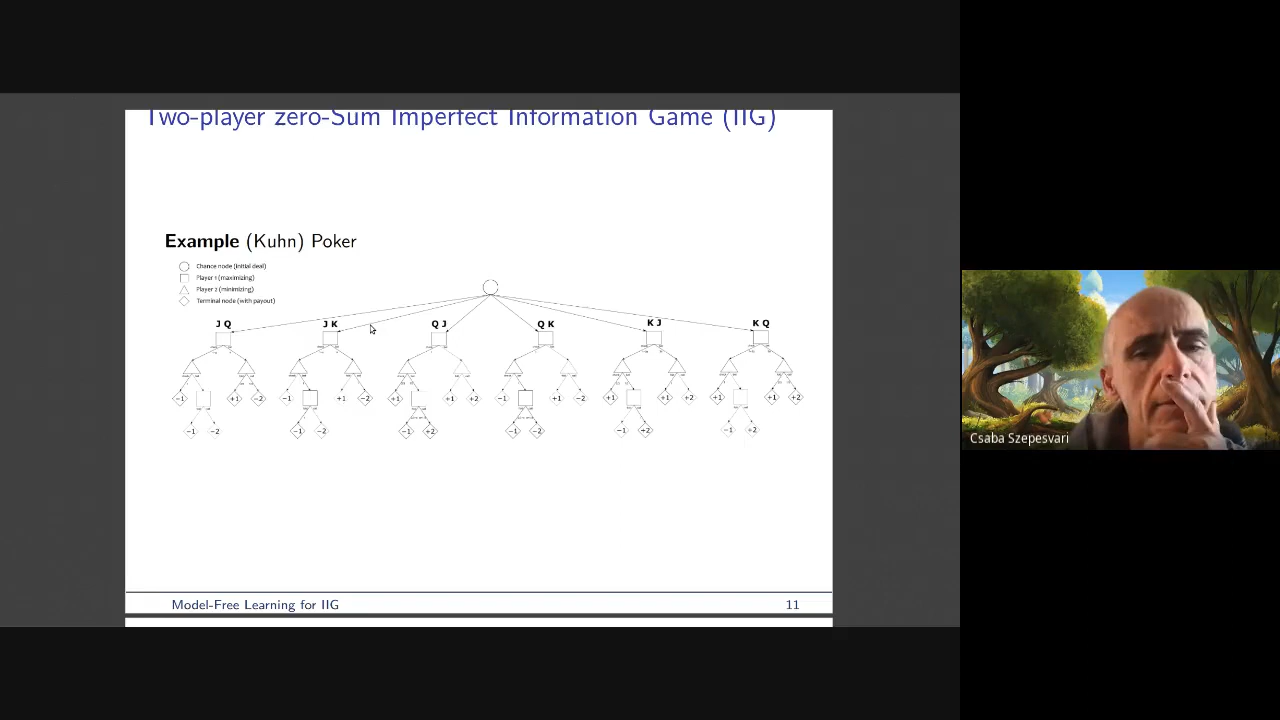 Two-player zero-Sum Imperfect Information Game (IIG)
Example (Kuhn) Poker
Chance node (initial deal)
Player 1 (maximizing)
Player 2 (minimizing)
Terminal node (with payout)
J Q J K Q J Q K K J K Q
-1 +1 -2 -1 +1 -2 +1 +1 +2 -1 +1 -2 +1 +1 +2 +1 +1 +2
-1 -2 -1 -2 -1 +2 -1 -2 -1 +2 -1 +2
Csaba Szepesvari
Model-Free Learning for IIG 11